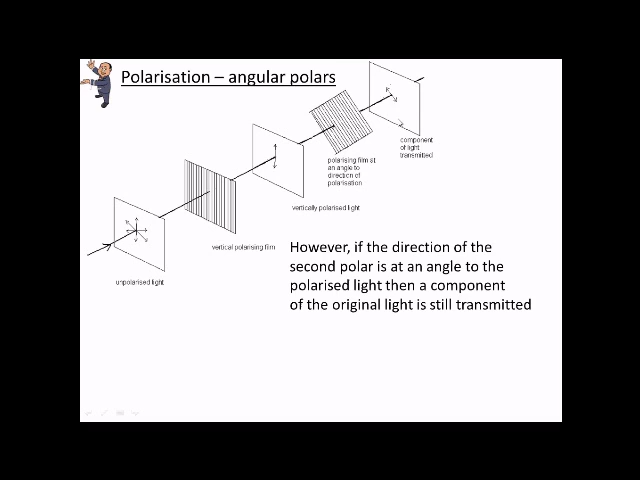 Polarisation – angular polars
component
of light
transmitted
polarising film at
an angle to
direction of
polarisation
vertically polarised light
vertical polarising film
unpolarised light
However, if the direction of the
second polar is at an angle to the
polarised light then a component
of the original light is still transmitted